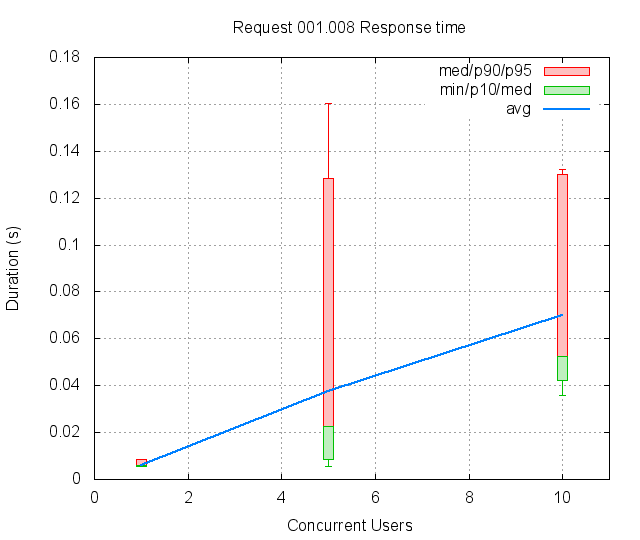 Request 001.008 Response time
med/p90/p95
min/p10/med
avg
0.18
0.16
0.14
0.12
0.1
0.08
0.06
0.04
0.02
0
Duration (s)
0 2 4 6 8 10
Concurrent Users